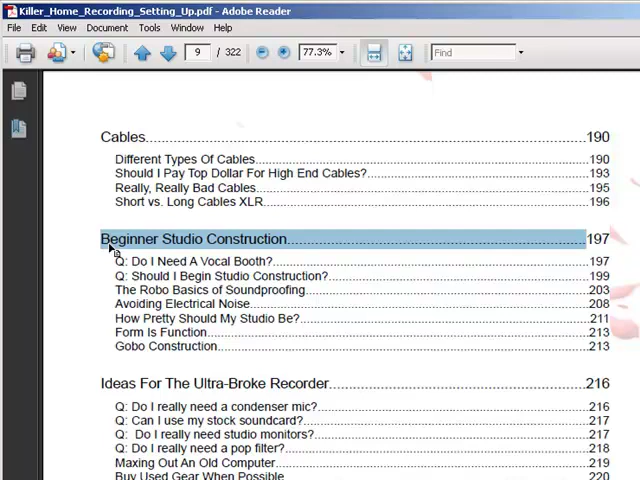 Killer_Home_Recording_Setting_Up.pdf - Adobe Reader
File Edit View Document Tools Window Help
9 / 322 77.3% Find
Cables 190
Different Types Of Cables 190
Should I Pay Top Dollar For High End Cables? 193
Really, Really Bad Cables 195
Short vs. Long Cables XLR 196
Beginner Studio Construction 197
Q: Do I Need A Vocal Booth? 197
Q: Should I Begin Studio Construction? 199
The Robo Basics of Soundproofing 203
Avoiding Electrical Noise 208
How Pretty Should My Studio Be? 211
Form Is Function 213
Gobo Construction 213
Ideas For The Ultra-Broke Recorder 216
Q: Do I really need a condenser mic? 216
Q: Can I use my stock soundcard? 217
Q: Do I really need studio monitors? 217
Q: Do I really need a pop filter? 218
Maxing Out An Old Computer 219
Buy Used Gear When Possible 220